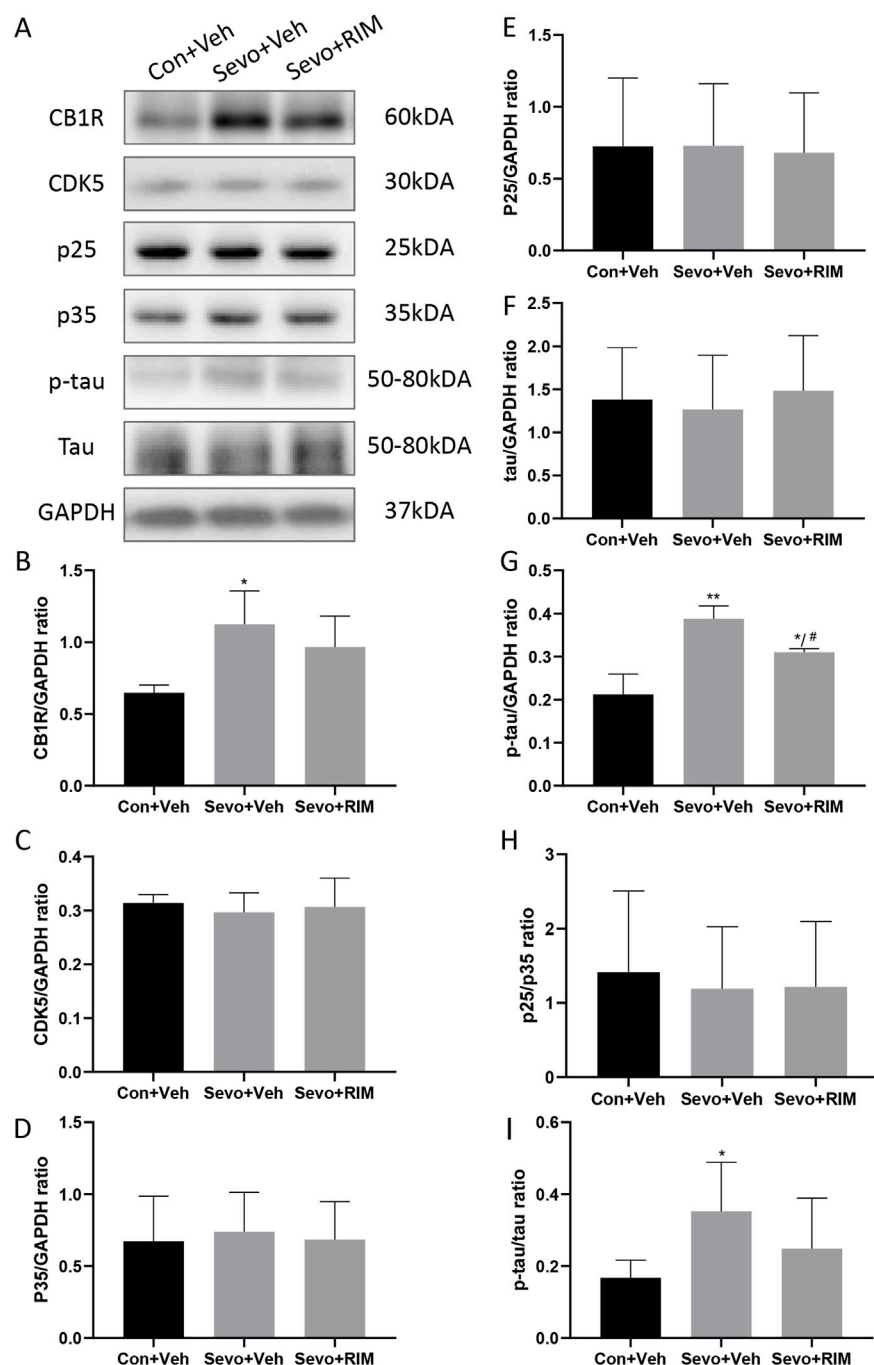 A
Con+Veh Sevo+Veh Sevo+RIM
CB1R 60kDA
CDK5 30kDA
p25 25kDA
p35 35kDA
p-tau 50-80kDA
Tau 50-80kDA
GAPDH 37kDA
B
CB1R/GAPDH ratio
1.5
1.0
0.5
0.0
*
Con+Veh Sevo+Veh Sevo+RIM
C
CDK5/GAPDH ratio
0.4
0.3
0.2
0.1
0.0
Con+Veh Sevo+Veh Sevo+RIM
D
P35/GAPDH ratio
1.5
1.0
0.5
0.0
Con+Veh Sevo+Veh Sevo+RIM
E
P25/GAPDH ratio
1.5
1.0
0.5
0.0
Con+Veh Sevo+Veh Sevo+RIM
F
tau/GAPDH ratio
2.5
2.0
1.5
1.0
0.5
0.0
Con+Veh Sevo+Veh Sevo+RIM
G
p-tau/GAPDH ratio
0.5
0.4
0.3
0.2
0.1
0.0
**
*/#
Con+Veh Sevo+Veh Sevo+RIM
H
p25/p35 ratio
3
2
1
0
Con+Veh Sevo+Veh Sevo+RIM
I
p-tau/tau ratio
0.6
0.4
0.2
0.0
*
Con+Veh Sevo+Veh Sevo+RIM